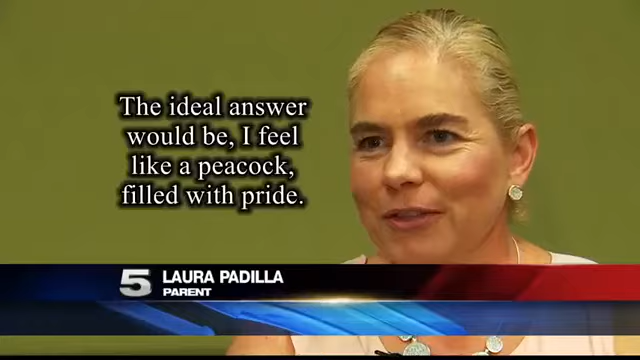 The ideal answer
would be, I feel
like a peacock,
filled with pride.
5 LAURA PADILLA
PARENT